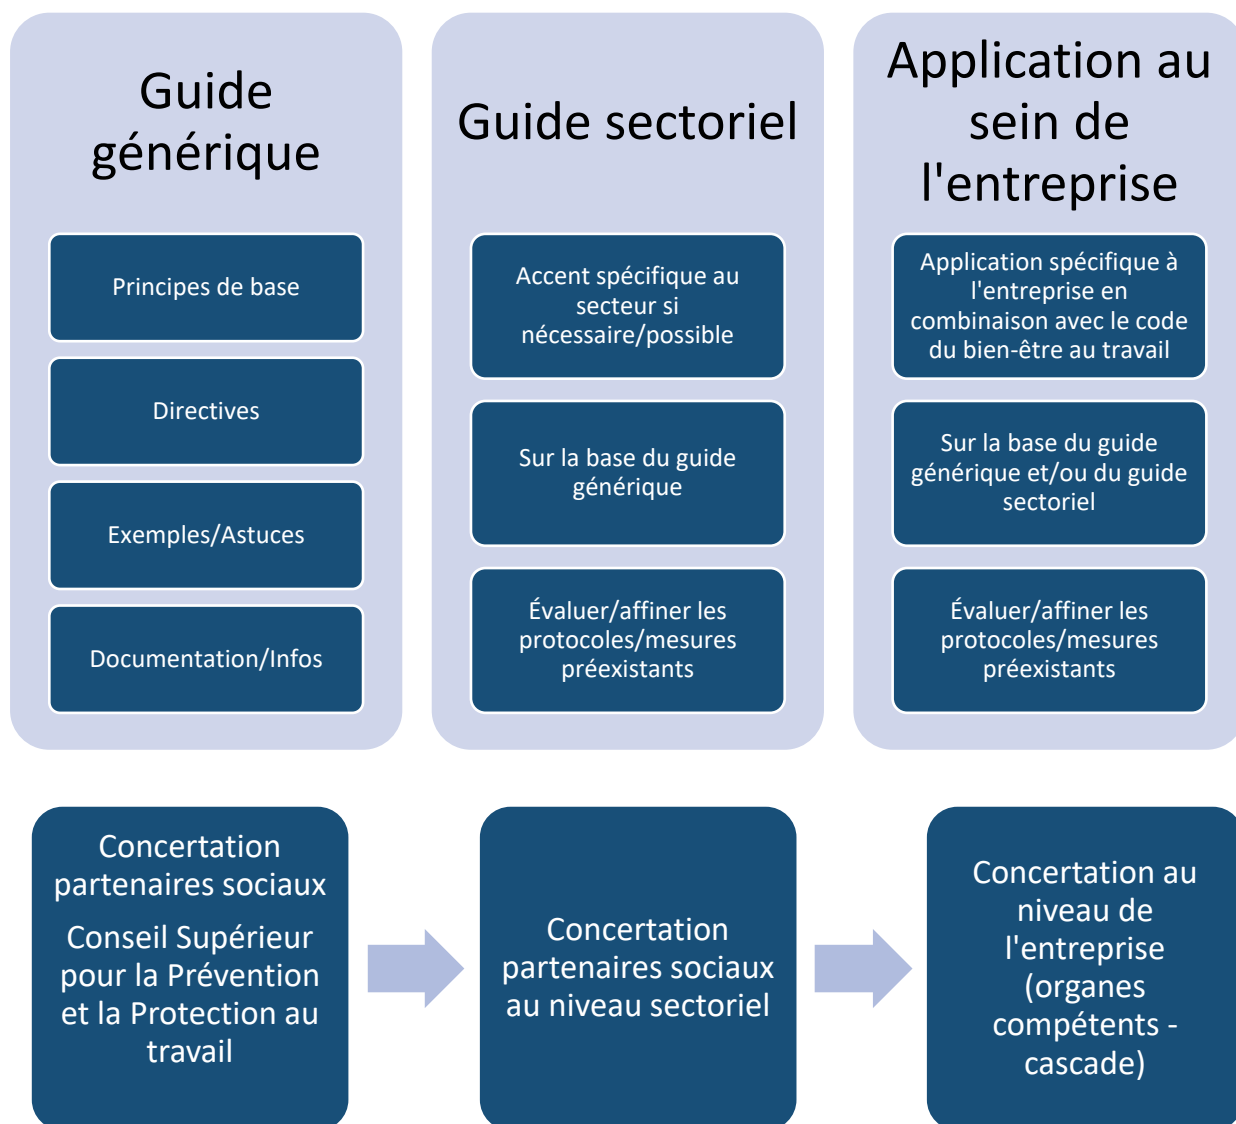 Guide
générique
Principes de base
Directives
Exemples/Astuces
Documentation/Infos
Guide sectoriel
Accent spécifique au
secteur si
nécessaire/possible
Sur la base du guide
générique
Évaluer/affiner les
protocoles/mesures
préexistants
Application au
sein de
l'entreprise
Application spécifique à
l'entreprise en
combinaison avec le code
du bien-être au travail
Sur la base du guide
générique et/ou du guide
sectoriel
Évaluer/affiner les
protocoles/mesures
préexistants
Concertation
partenaires sociaux
Conseil Supérieur
pour la Prévention
et la Protection au
travail
Concertation
partenaires sociaux
au niveau sectoriel
Concertation au
niveau de
l'entreprise
(organes
compétents -
cascade)